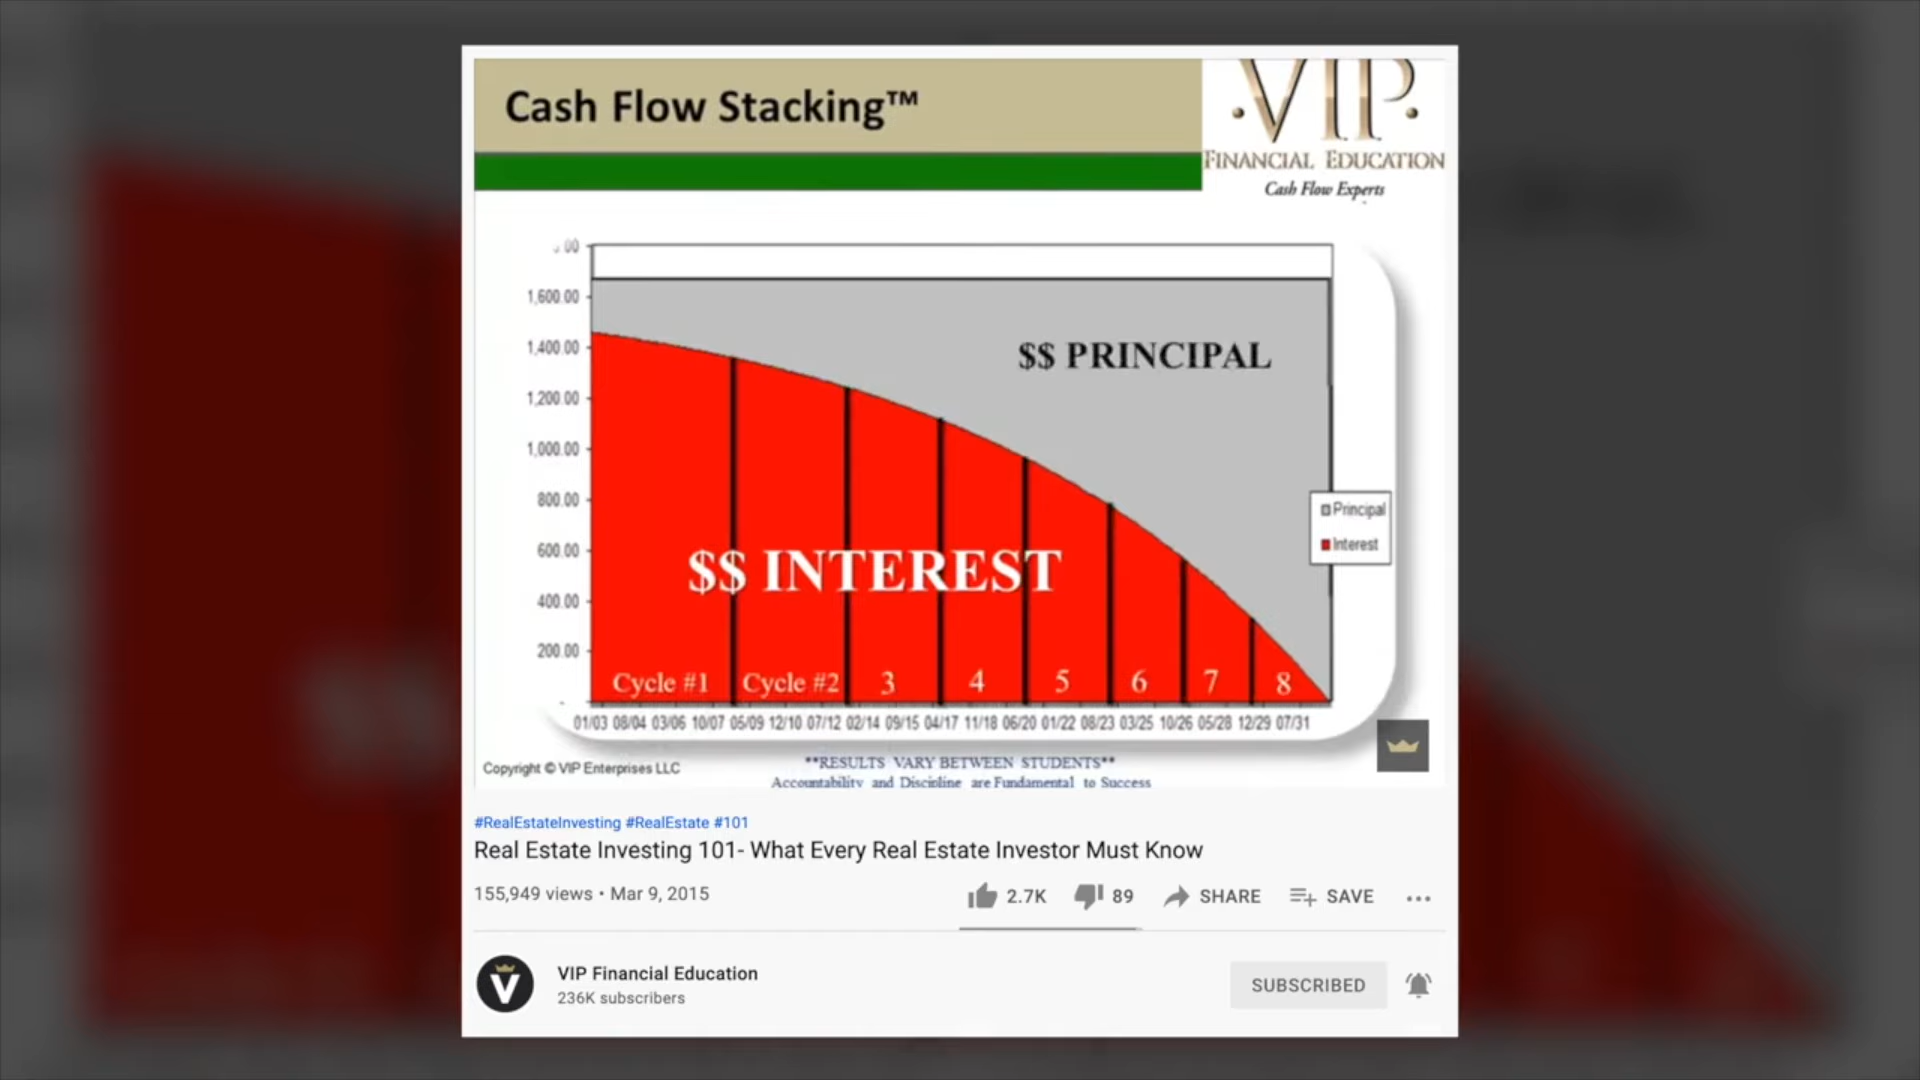 Cash Flow Stacking™
VIP
FINANCIAL EDUCATION
Cash Flow Experts
1,600.00
1,400.00
1,200.00
1,000.00
800.00
600.00
400.00
200.00
-
$$ PRINCIPAL
$$ INTEREST
Principal
Interest
Cycle #1 Cycle #2 3 4 5 6 7 8
01/03 08/04 03/06 10/07 05/09 12/10 07/12 02/14 09/15 04/17 11/18 06/20 01/22 08/23 03/25 10/26 05/28 12/29 07/31
Copyright © VIP Enterprises LLC
**RESULTS VARY BETWEEN STUDENTS**
Accountability and Discipline are Fundamental to Success
#RealEstateInvesting #RealEstate #101
Real Estate Investing 101- What Every Real Estate Investor Must Know
155,949 views • Mar 9, 2015
2.7K 89 SHARE SAVE
V
VIP Financial Education
236K subscribers
SUBSCRIBED